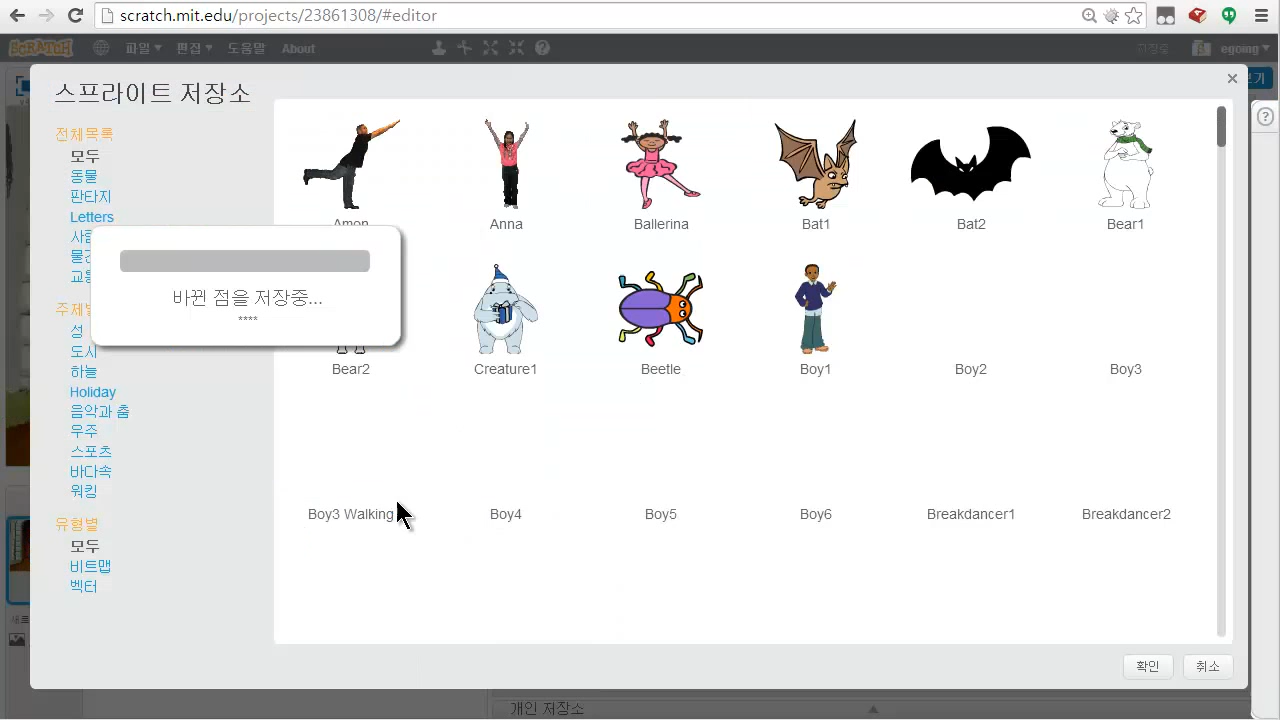 scratch.mit.edu/projects/23861308/#editor
SCRATCH 파일 편집 도움말 About egoing
스프라이트 저장소
전체목록
모두
동물
판타지
Letters
주제별
도시
하늘
Holiday
음악과 춤
우주
스포츠
바다속
워킹
유형별
모두
비트맵
벡터
바뀐 점을 저장중...
****
Amon Anna Ballerina Bat1 Bat2 Bear1
Bear2 Creature1 Beetle Boy1 Boy2 Boy3
Boy3 Walking Boy4 Boy5 Boy6 Breakdancer1 Breakdancer2
확인 취소
개인 저장소